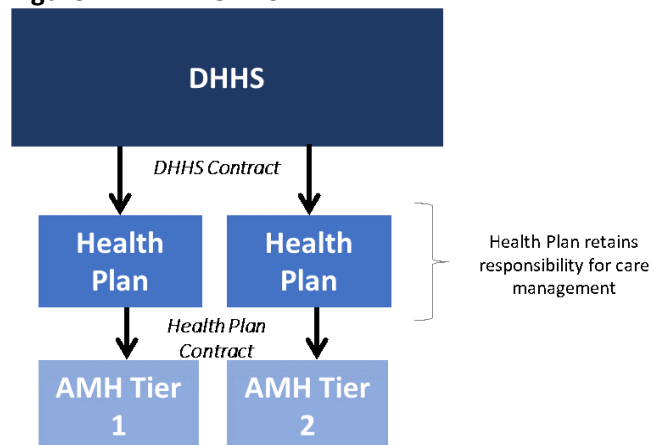 DHHS
DHHS Contract
Health
Plan
Health
Plan
Health Plan retains
responsibility for care
management
Health Plan
Contract
AMH Tier
1
AMH Tier
2